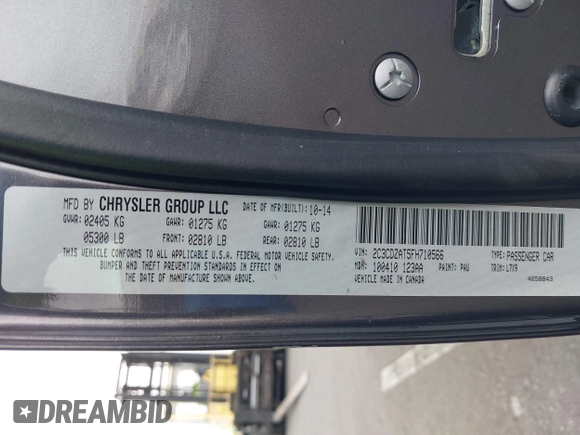 MFD BY CHRYSLER GROUP LLC DATE OF MFR(BUILT): 10-14
GVWR: 02405 KG GAWR: 01275 KG GAWR: 01275 KG
05300 LB FRONT: 02810 LB REAR: 02810 LB
THIS VEHICLE CONFORMS TO ALL APPLICABLE U.S.A. FEDERAL MOTOR VEHICLE SAFETY,
BUMPER AND THEFT PREVENTION STANDARDS IN EFFECT ON
THE DATE OF MANUFACTURE SHOWN ABOVE.
VIN: 2C3CDZAT5FH710566 TYPE: PASSENGER CAR
MDH: 100410 123AA PAINT: PAU TRIM: L7X9
VEHICLE MADE IN CANADA 4658843
DREAMBID